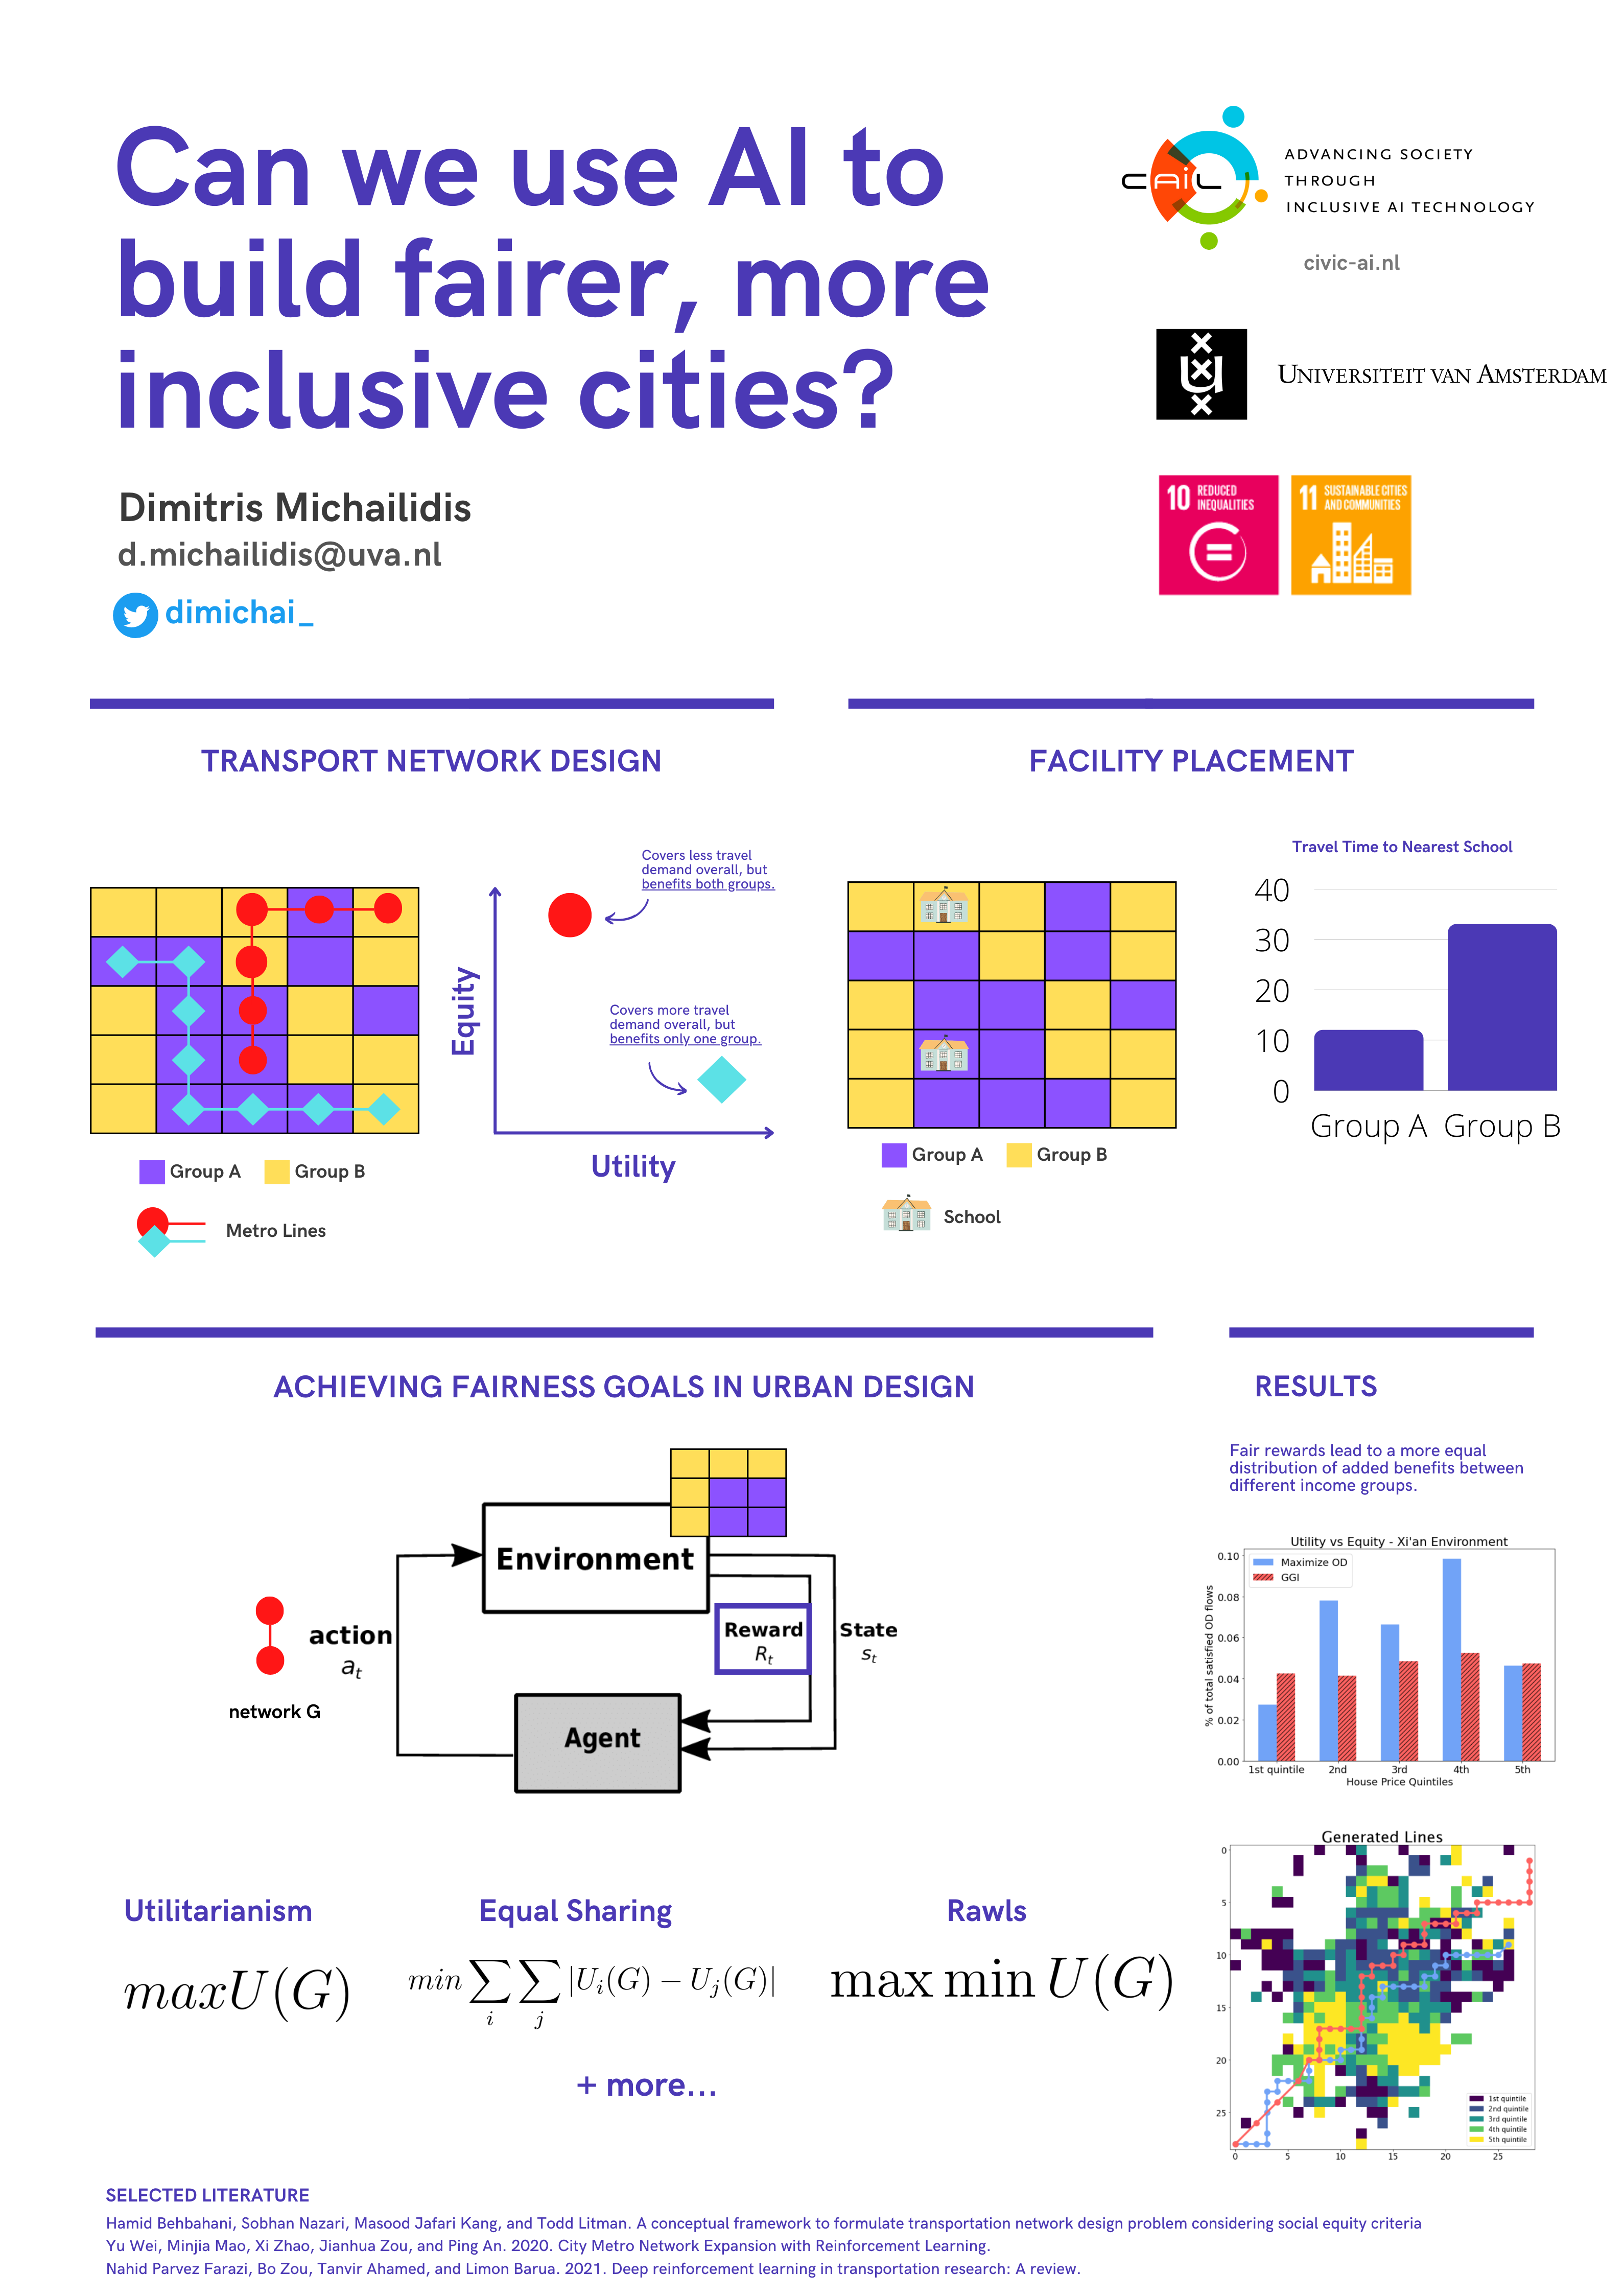 Can we use AI to
build fairer, more
inclusive cities?
Dimitris Michailidis
d.michailidis@uva.nl
dimichai_
CAiL
ADVANCING SOCIETY
THROUGH
INCLUSIVE AI TECHNOLOGY
civic-ai.nl
UNIVERSITEIT VAN AMSTERDAM
10 REDUCED
INEQUALITIES
11 SUSTAINABLE CITIES
AND COMMUNITIES
TRANSPORT NETWORK DESIGN
Covers less travel
demand overall, but
benefits both groups.
Covers more travel
demand overall, but
benefits only one group.
Equity
Utility
Group A
Group B
Metro Lines
FACILITY PLACEMENT
Group A
Group B
School
Travel Time to Nearest School
40
30
20
10
0
Group A Group B
ACHIEVING FAIRNESS GOALS IN URBAN DESIGN
Environment
action
a_t
network G
Reward
R_t
State
s_t
Agent
Utilitarianism
maxU(G)
Equal Sharing
min ∑_i ∑_j |U_i(G) − U_j(G)|
Rawls
max min U(G)
+ more...
RESULTS
Fair rewards lead to a more equal
distribution of added benefits between
different income groups.
Utility vs Equity - Xi'an Environment
Maximize OD
GGI
% of total satisfied OD flows
0.10
0.08
0.06
0.04
0.02
0.00
1st quintile 2nd 3rd 4th 5th
House Price Quintiles
Generated Lines
0
5
10
15
20
25
1st quintile
2nd quintile
3rd quintile
4th quintile
5th quintile
0 5 10 15 20 25
SELECTED LITERATURE
Hamid Behbahani, Sobhan Nazari, Masood Jafari Kang, and Todd Litman. A conceptual framework to formulate transportation network design problem considering social equity criteria
Yu Wei, Minjia Mao, Xi Zhao, Jianhua Zou, and Ping An. 2020. City Metro Network Expansion with Reinforcement Learning.
Nahid Parvez Farazi, Bo Zou, Tanvir Ahamed, and Limon Barua. 2021. Deep reinforcement learning in transportation research: A review.